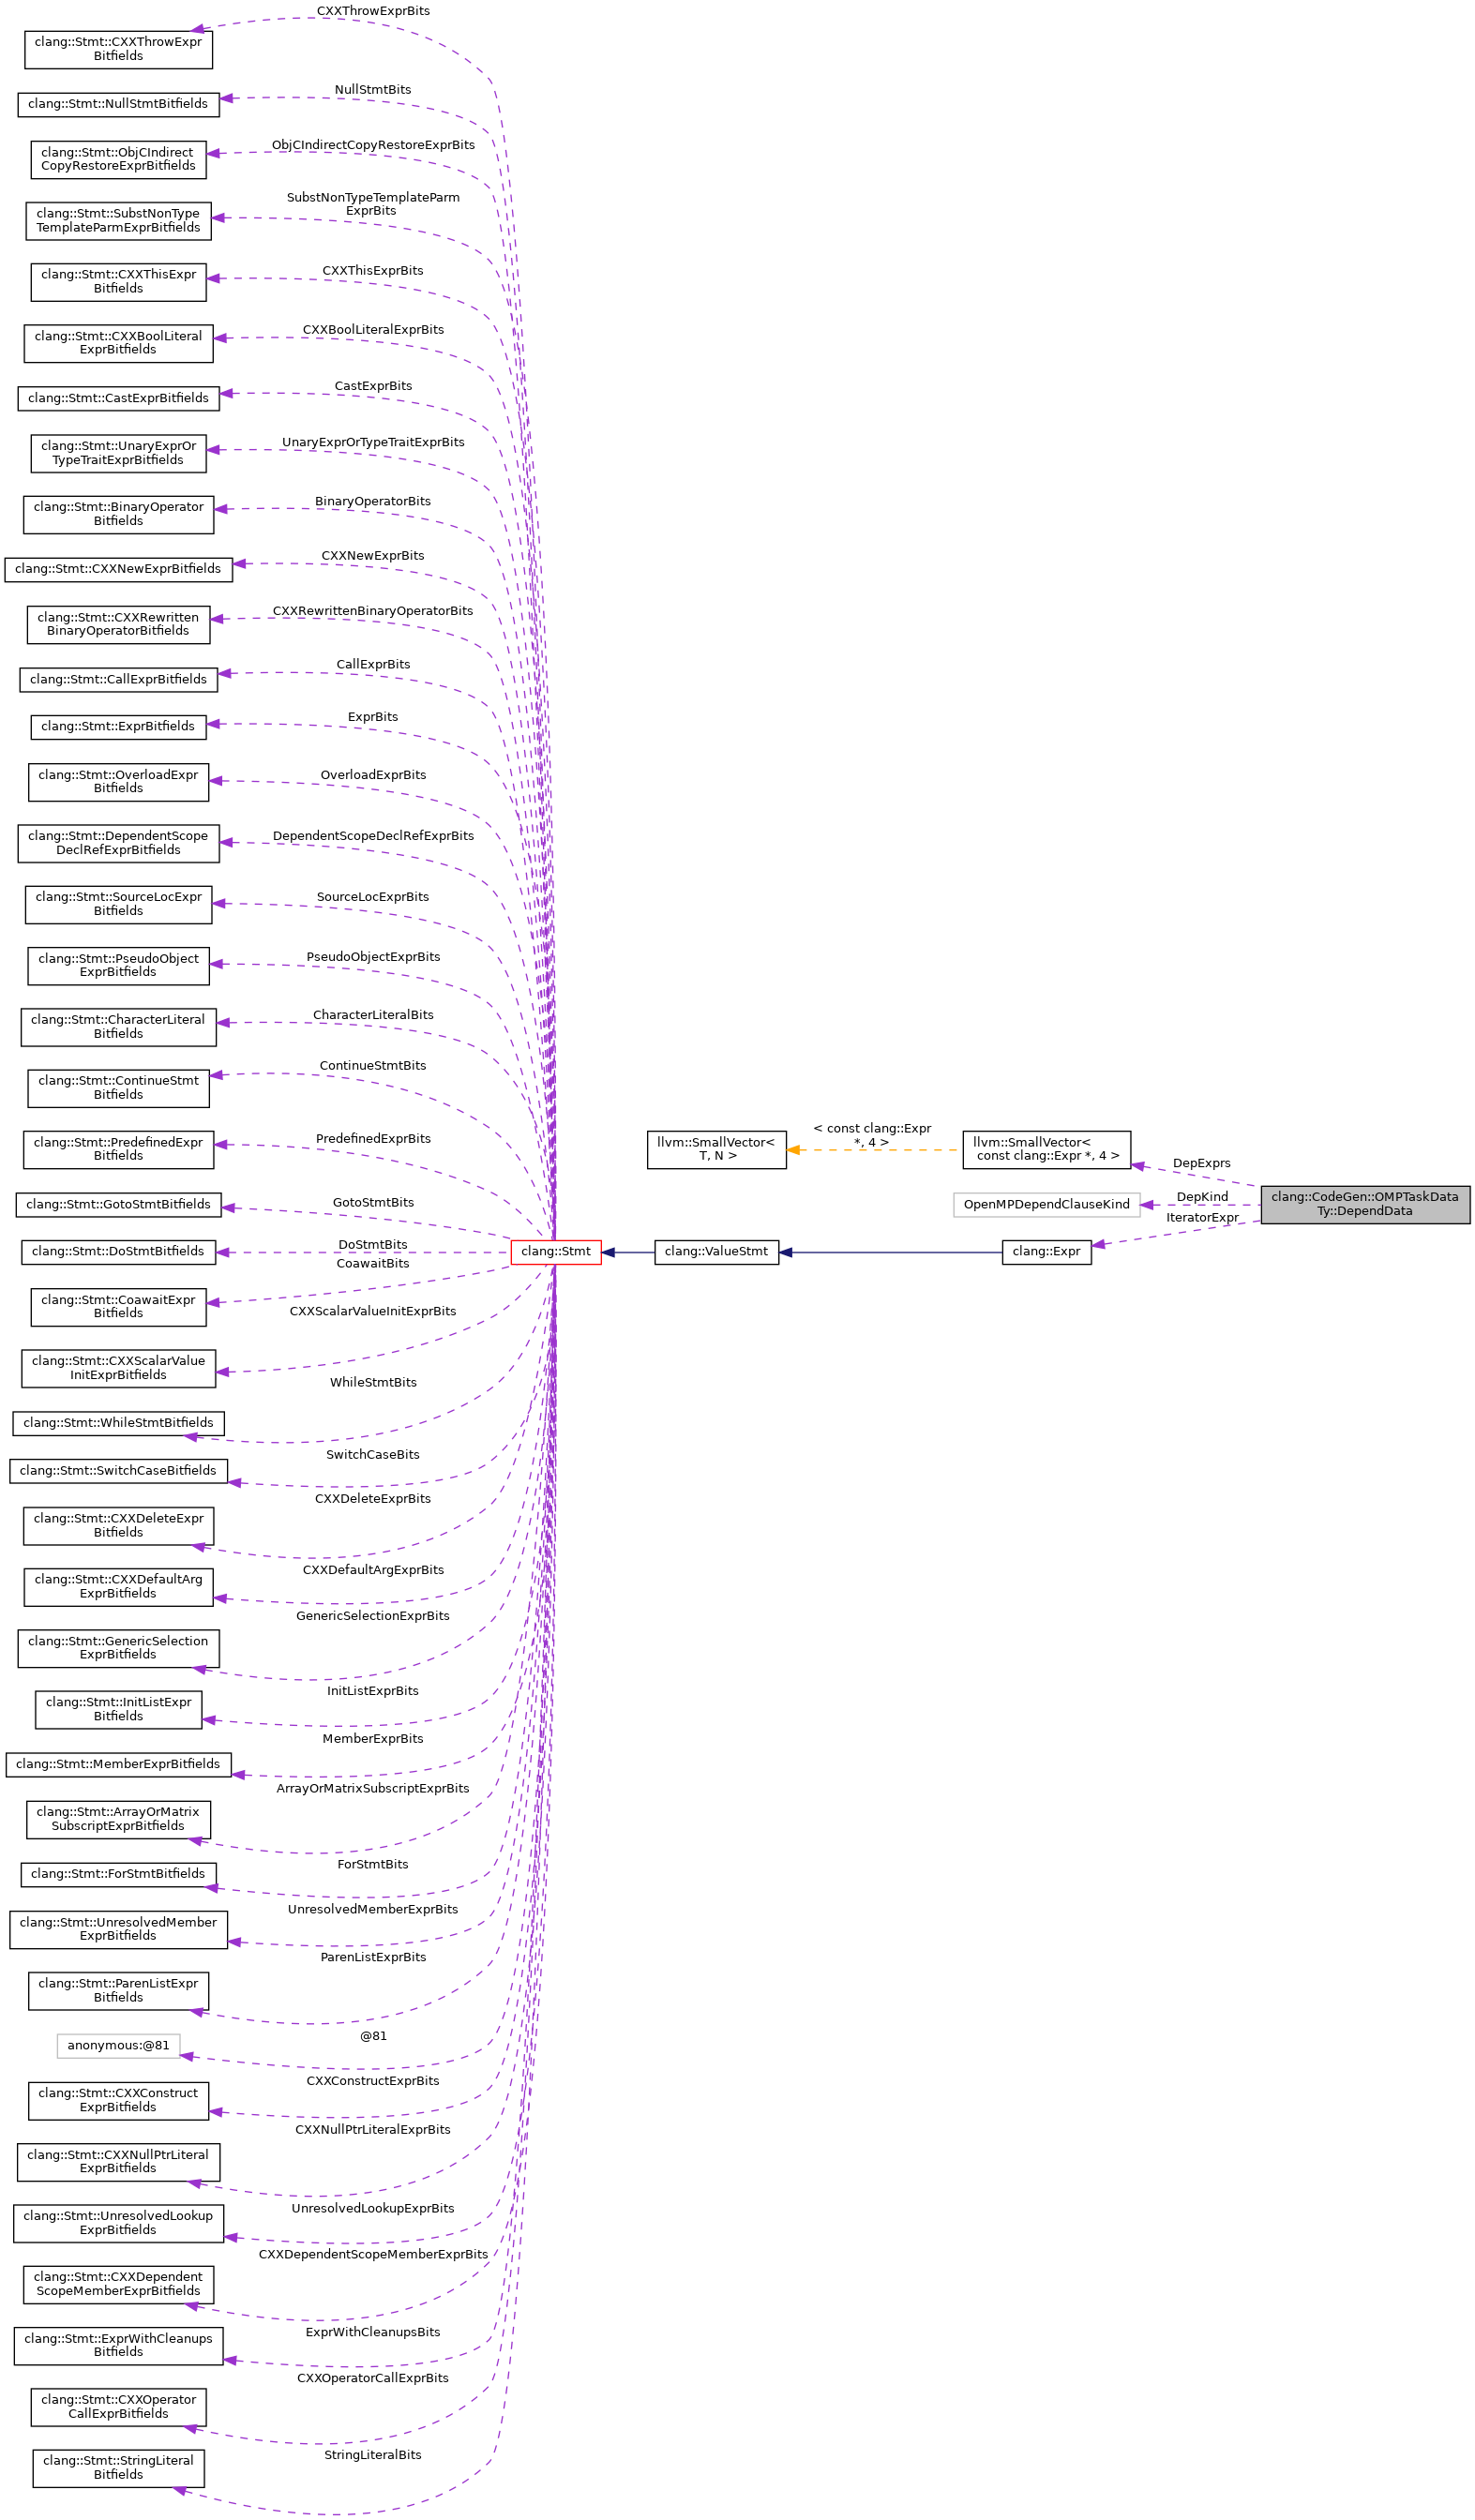 CXXThrowExprBits
clang::Stmt::CXXThrowExpr
Bitfields
NullStmtBits
clang::Stmt::NullStmtBitfields
ObjCIndirectCopyRestoreExprBits
clang::Stmt::ObjCIndirect
CopyRestoreExprBitfields
SubstNonTypeTemplateParm
ExprBits
clang::Stmt::SubstNonType
TemplateParmExprBitfields
CXXThisExprBits
clang::Stmt::CXXThisExpr
Bitfields
CXXBoolLiteralExprBits
clang::Stmt::CXXBoolLiteral
ExprBitfields
CastExprBits
clang::Stmt::CastExprBitfields
UnaryExprOrTypeTraitExprBits
clang::Stmt::UnaryExprOr
TypeTraitExprBitfields
BinaryOperatorBits
clang::Stmt::BinaryOperator
Bitfields
CXXNewExprBits
clang::Stmt::CXXNewExprBitfields
CXXRewrittenBinaryOperatorBits
clang::Stmt::CXXRewritten
BinaryOperatorBitfields
CallExprBits
clang::Stmt::CallExprBitfields
ExprBits
clang::Stmt::ExprBitfields
OverloadExprBits
clang::Stmt::OverloadExpr
Bitfields
DependentScopeDeclRefExprBits
clang::Stmt::DependentScope
DeclRefExprBitfields
SourceLocExprBits
clang::Stmt::SourceLocExpr
Bitfields
PseudoObjectExprBits
clang::Stmt::PseudoObject
ExprBitfields
CharacterLiteralBits
clang::Stmt::CharacterLiteral
Bitfields
ContinueStmtBits
clang::Stmt::ContinueStmt
Bitfields
PredefinedExprBits
clang::Stmt::PredefinedExpr
Bitfields
GotoStmtBits
clang::Stmt::GotoStmtBitfields
DoStmtBits
clang::Stmt::DoStmtBitfields
CoawaitBits
clang::Stmt::CoawaitExpr
Bitfields
CXXScalarValueInitExprBits
clang::Stmt::CXXScalarValue
InitExprBitfields
WhileStmtBits
clang::Stmt::WhileStmtBitfields
SwitchCaseBits
clang::Stmt::SwitchCaseBitfields
CXXDeleteExprBits
clang::Stmt::CXXDeleteExpr
Bitfields
CXXDefaultArgExprBits
clang::Stmt::CXXDefaultArg
ExprBitfields
GenericSelectionExprBits
clang::Stmt::GenericSelection
ExprBitfields
InitListExprBits
clang::Stmt::InitListExpr
Bitfields
MemberExprBits
clang::Stmt::MemberExprBitfields
ArrayOrMatrixSubscriptExprBits
clang::Stmt::ArrayOrMatrix
SubscriptExprBitfields
ForStmtBits
clang::Stmt::ForStmtBitfields
UnresolvedMemberExprBits
clang::Stmt::UnresolvedMember
ExprBitfields
ParenListExprBits
clang::Stmt::ParenListExpr
Bitfields
@81
anonymous:@81
CXXConstructExprBits
clang::Stmt::CXXConstruct
ExprBitfields
CXXNullPtrLiteralExprBits
clang::Stmt::CXXNullPtrLiteral
ExprBitfields
UnresolvedLookupExprBits
clang::Stmt::UnresolvedLookup
ExprBitfields
CXXDependentScopeMemberExprBits
clang::Stmt::CXXDependent
ScopeMemberExprBitfields
ExprWithCleanupsBits
clang::Stmt::ExprWithCleanups
Bitfields
CXXOperatorCallExprBits
clang::Stmt::CXXOperator
CallExprBitfields
StringLiteralBits
clang::Stmt::StringLiteral
Bitfields
clang::Stmt
clang::ValueStmt
clang::Expr
llvm::SmallVector<
T, N >
< const clang::Expr
*, 4 >
llvm::SmallVector<
const clang::Expr *, 4 >
OpenMPDependClauseKind
DepExprs
DepKind
IteratorExpr
clang::CodeGen::OMPTaskData
Ty::DependData